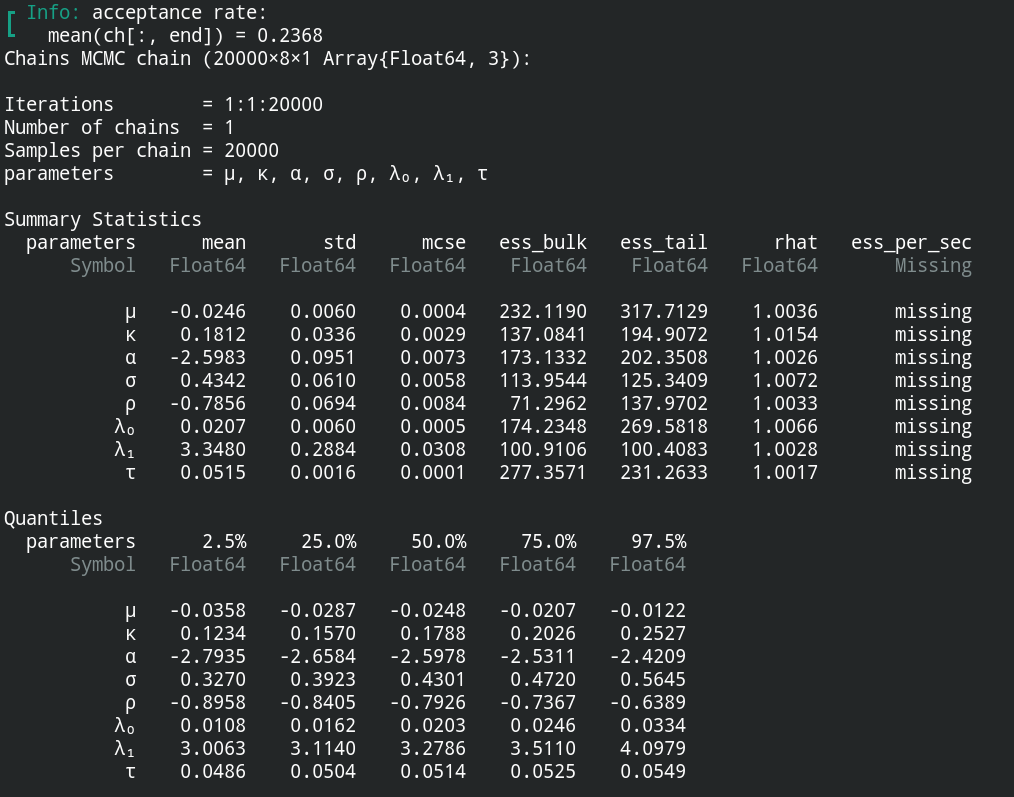 [ Info: acceptance rate:
mean(ch[:, end]) = 0.2368
Chains MCMC chain (20000×8×1 Array{Float64, 3}):
Iterations        = 1:1:20000
Number of chains  = 1
Samples per chain = 20000
parameters        = μ, κ, α, σ, ρ, λ₀, λ₁, τ
Summary Statistics
parameters      mean       std      mcse   ess_bulk   ess_tail      rhat   ess_per_sec
Symbol   Float64   Float64   Float64    Float64    Float64   Float64       Missing
μ   -0.0246    0.0060    0.0004   232.1190   317.7129    1.0036       missing
κ    0.1812    0.0336    0.0029   137.0841   194.9072    1.0154       missing
α   -2.5983    0.0951    0.0073   173.1332   202.3508    1.0026       missing
σ    0.4342    0.0610    0.0058   113.9544   125.3409    1.0072       missing
ρ   -0.7856    0.0694    0.0084    71.2962   137.9702    1.0033       missing
λ₀    0.0207    0.0060    0.0005   174.2348   269.5818    1.0066       missing
λ₁    3.3480    0.2884    0.0308   100.9106   100.4083    1.0028       missing
τ    0.0515    0.0016    0.0001   277.3571   231.2633    1.0017       missing
Quantiles
parameters      2.5%     25.0%     50.0%     75.0%     97.5%
Symbol   Float64   Float64   Float64   Float64   Float64
μ   -0.0358   -0.0287   -0.0248   -0.0207   -0.0122
κ    0.1234    0.1570    0.1788    0.2026    0.2527
α   -2.7935   -2.6584   -2.5978   -2.5311   -2.4209
σ    0.3270    0.3923    0.4301    0.4720    0.5645
ρ   -0.8958   -0.8405   -0.7926   -0.7367   -0.6389
λ₀    0.0108    0.0162    0.0203    0.0246    0.0334
λ₁    3.0063    3.1140    3.2786    3.5110    4.0979
τ    0.0486    0.0504    0.0514    0.0525    0.0549